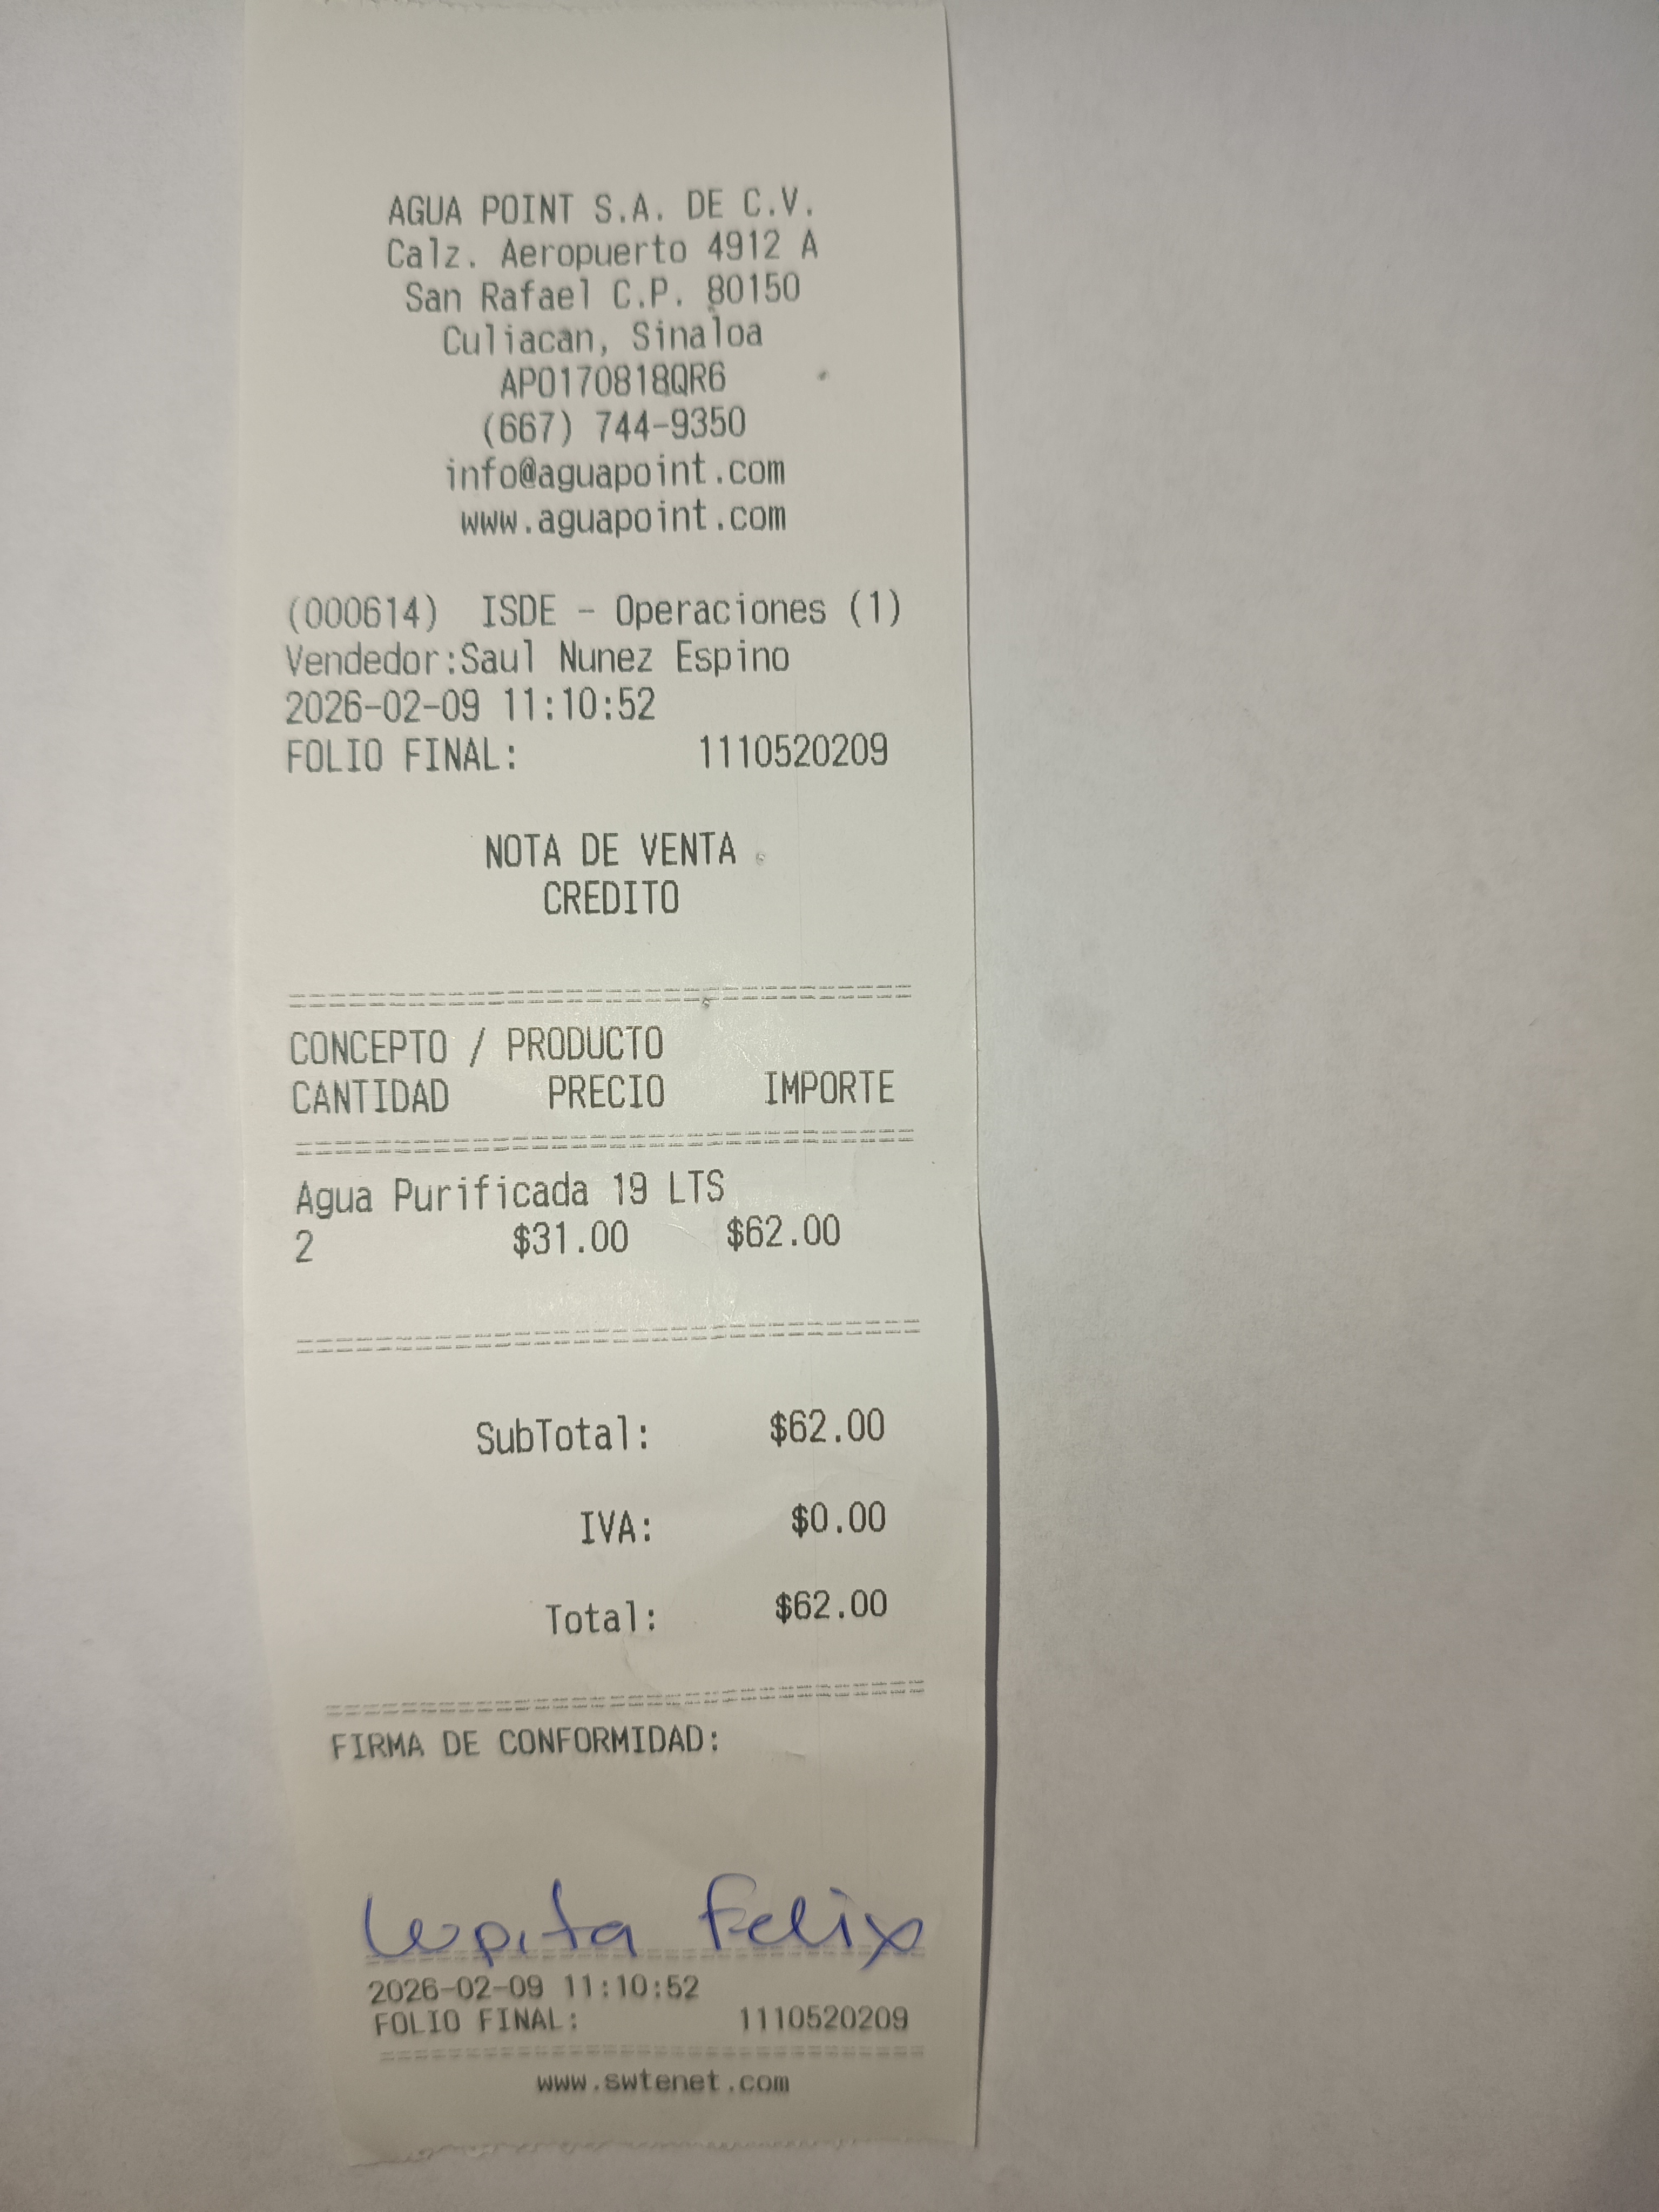 AGUA POINT S.A. DE C.V.
Calz. Aeropuerto 4912 A
San Rafael C.P. 80150
Culiacan, Sinaloa
APO170818QR6
(667) 744-9350
info@aguapoint.com
www.aguapoint.com
(000614) ISDE - Operaciones (1)
Vendedor:Saul Nunez Espino
2026-02-09 11:10:52
FOLIO FINAL: 1110520209
NOTA DE VENTA
CREDITO
CONCEPTO / PRODUCTO
CANTIDAD PRECIO IMPORTE
Agua Purificada 19 LTS
2 $31.00 $62.00
SubTotal: $62.00
IVA: $0.00
Total: $62.00
FIRMA DE CONFORMIDAD:
Lupita Felix
2026-02-09 11:10:52
FOLIO FINAL: 1110520209
www.swtenet.com